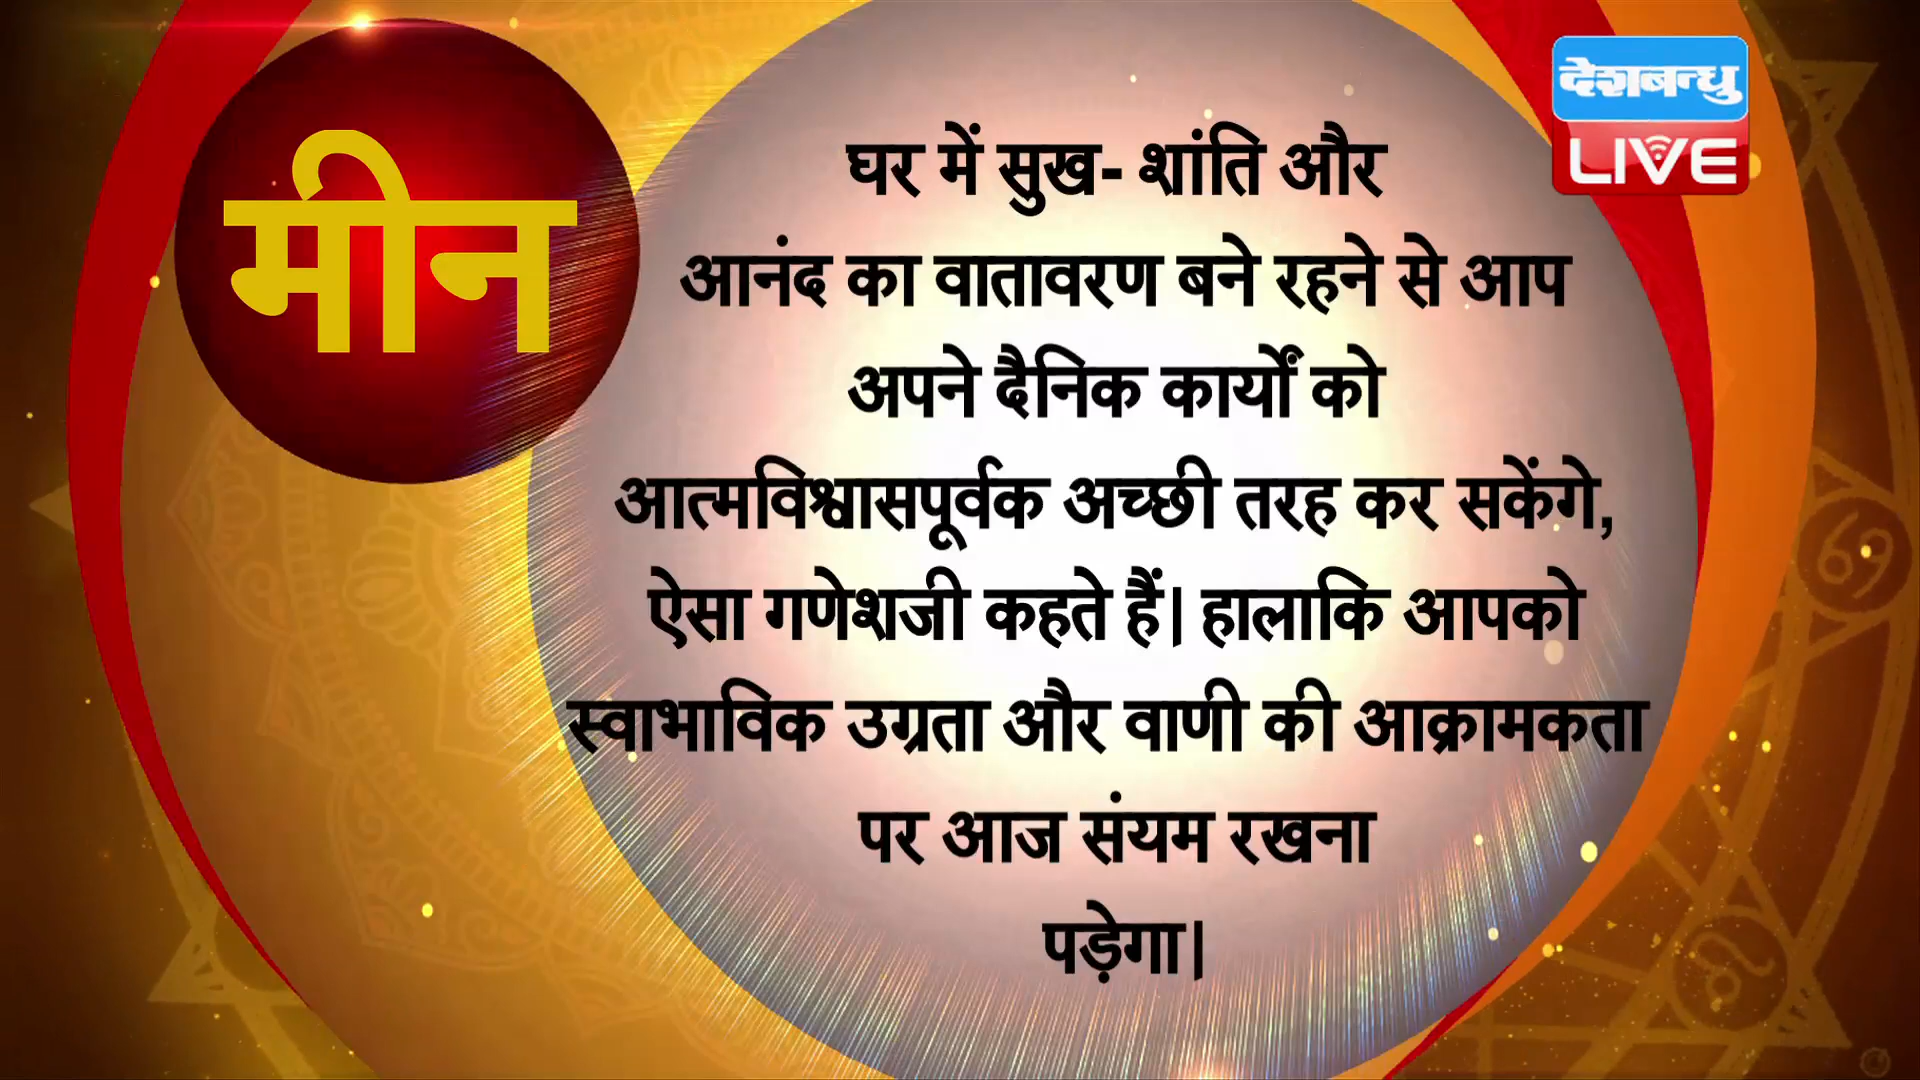 मीन
देशबन्धु
LIVE
घर में सुख- शांति और
आनंद का वातावरण बने रहने से आप
अपने दैनिक कार्यों को
आत्मविश्वासपूर्वक अच्छी तरह कर सकेंगे,
ऐसा गणेशजी कहते हैं| हालाकि आपको
स्वाभाविक उग्रता और वाणी की आक्रामकता
पर आज संयम रखना
पड़ेगा|